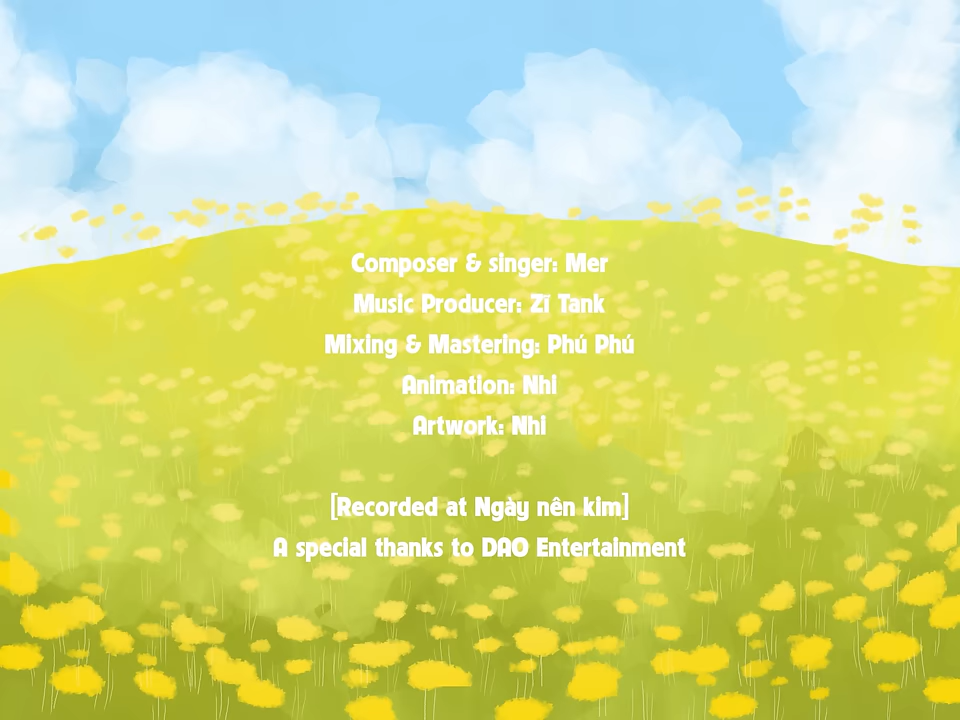 Composer & singer: Mer
Music Producer: Zĩ Tank
Mixing & Mastering: Phú Phú
Animation: Nhi
Artwork: Nhi
[Recorded at Ngày nên kim]
A special thanks to DAO Entertainment